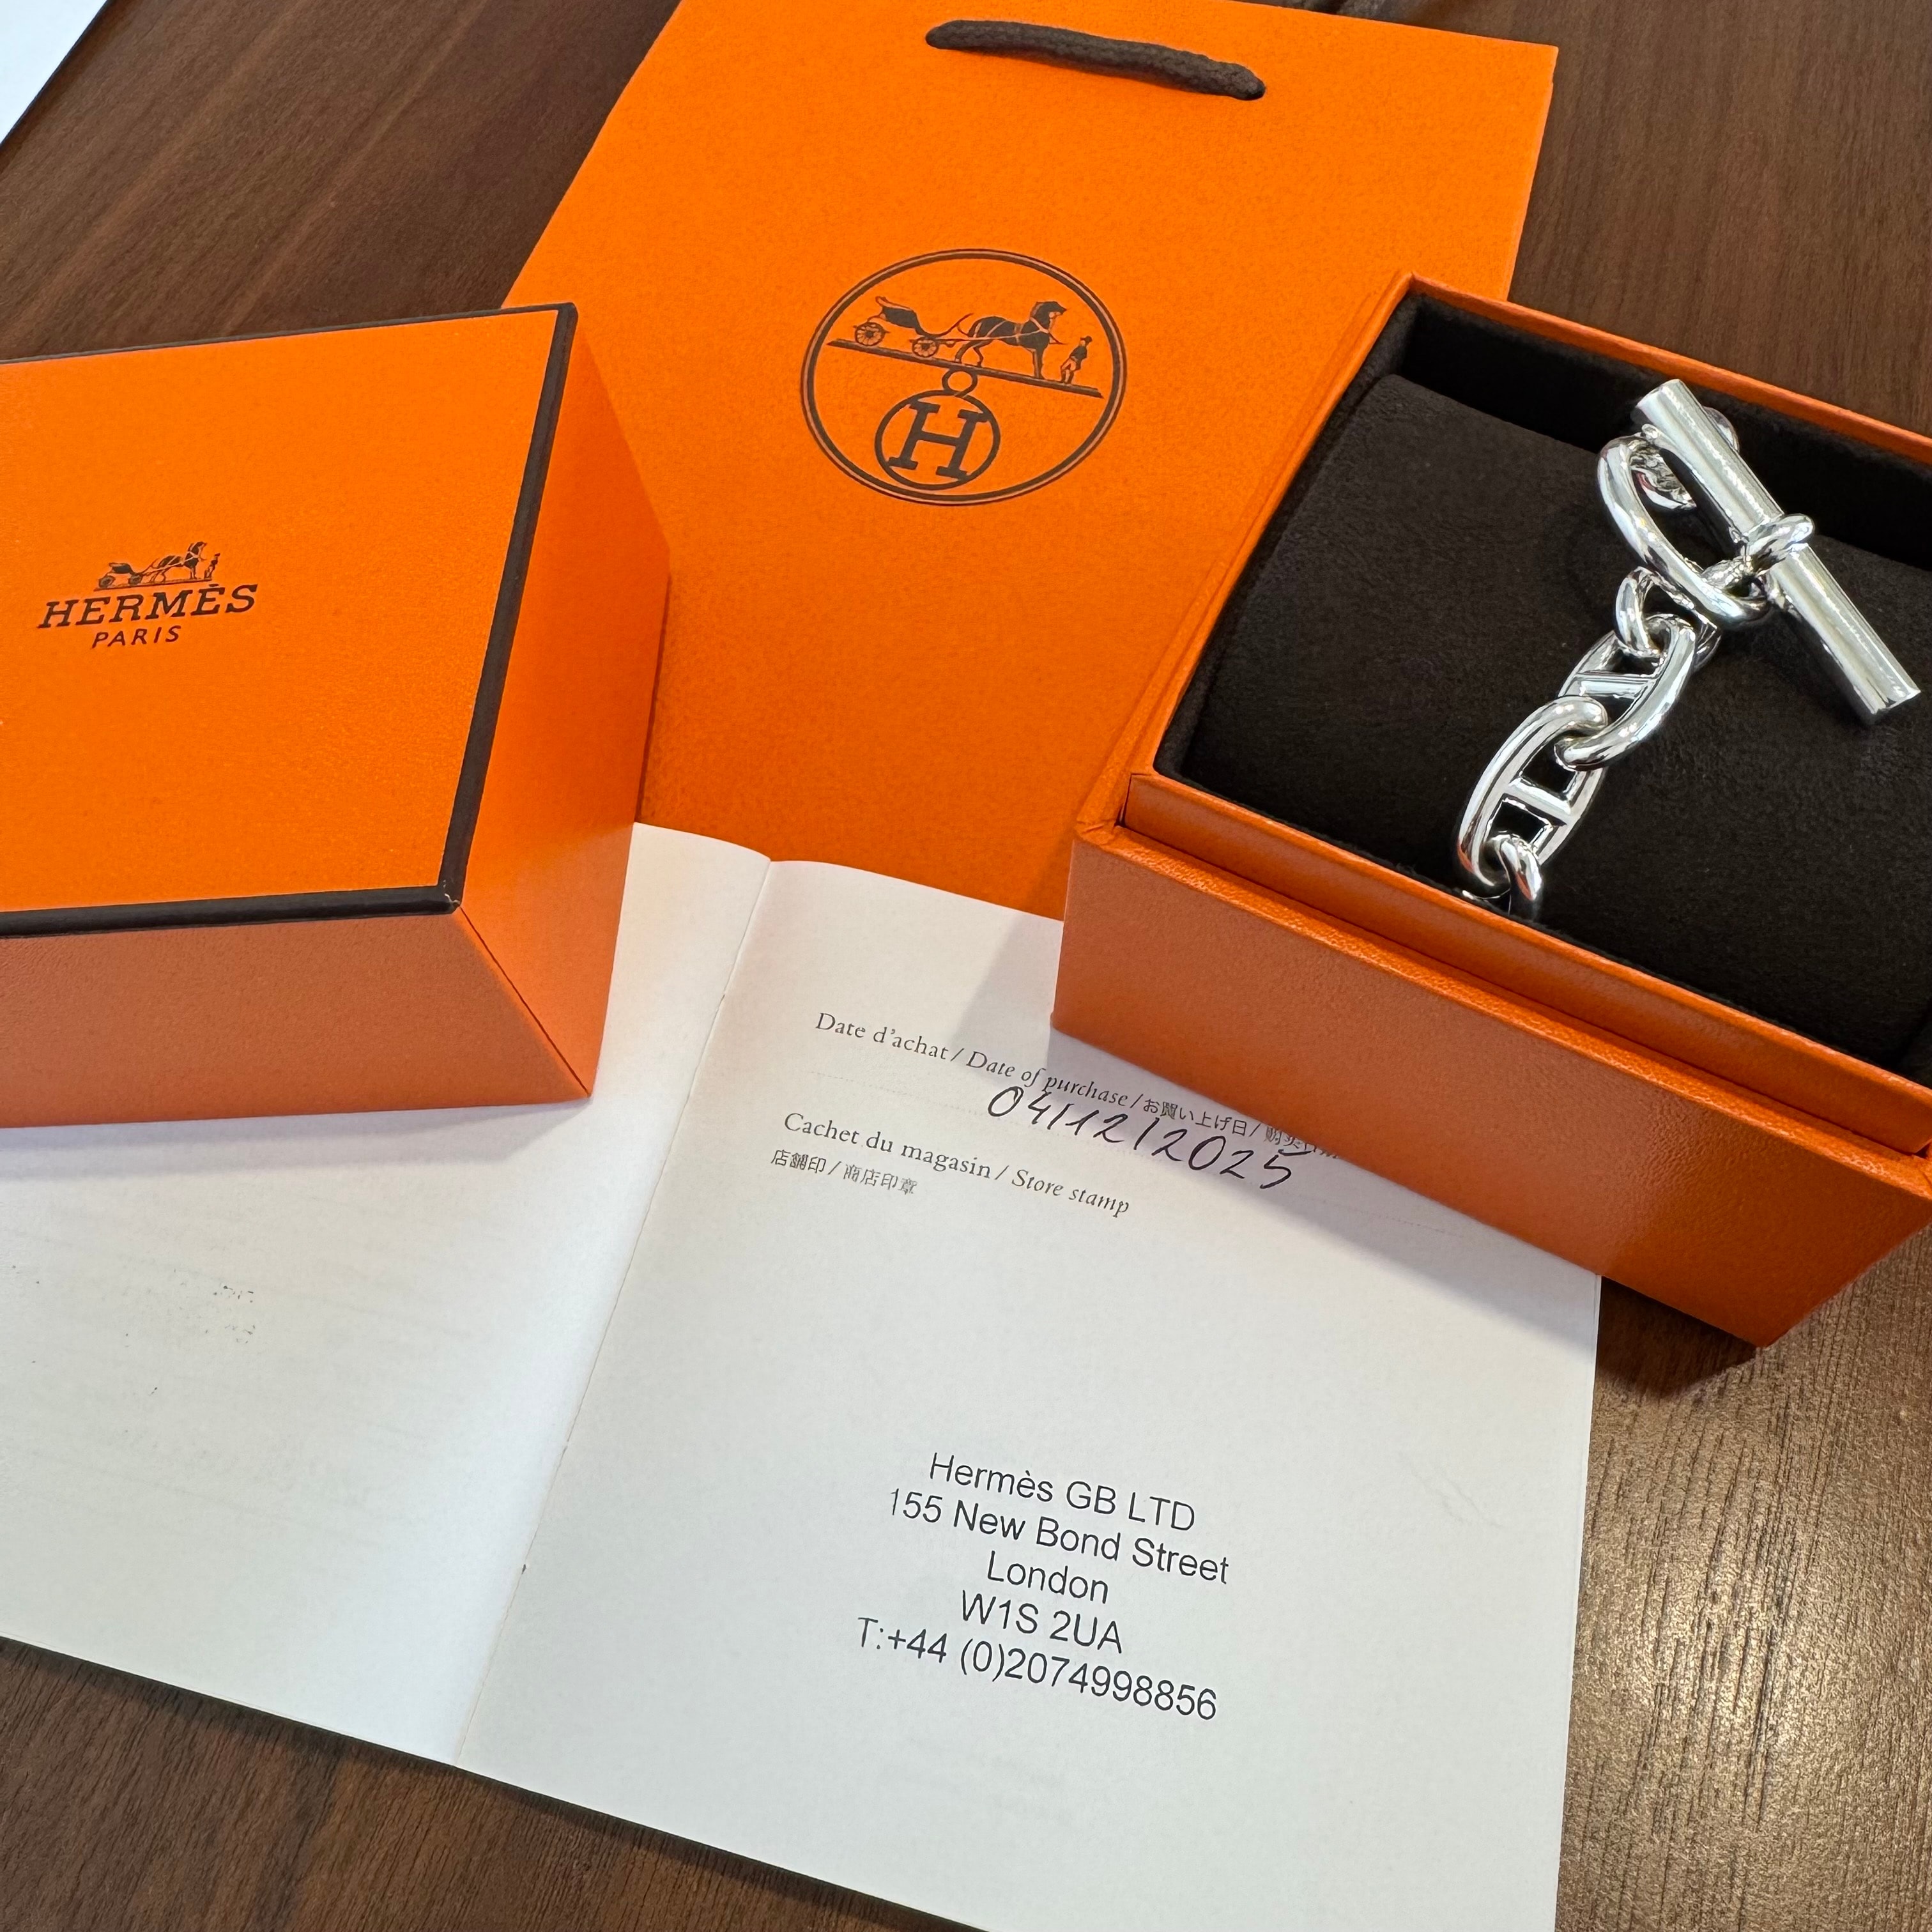 H
HERMÈS
PARIS
Date d'achat / Date of purchase / お買い上げ日 /
04/12/2025
Cachet du magasin / Store stamp
店舗印 / 商店印章
Hermès GB LTD
155 New Bond Street
London
W1S 2UA
T:+44 (0)2074998856